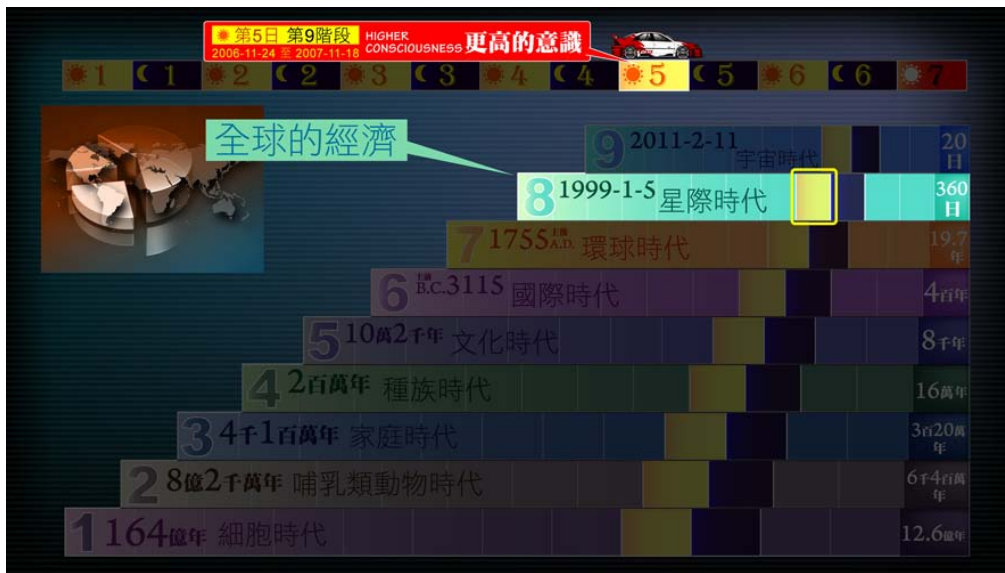 第5日 第9階段
2006-11-24 至 2007-11-18
HIGHER
CONSCIOUSNESS
更高的意識
1 1 2 2 3 3 4 4 5 5 6 6 7
全球的經濟
9 2011-2-11 宇宙時代 20日
8 1999-1-5 星際時代 360日
7 1755 A.D. 環球時代 19.7年
6 B.C.3115 國際時代 4百年
5 10萬2千年 文化時代 8千年
4 2百萬年 種族時代 16萬年
3 4千1百萬年 家庭時代 3百20萬年
2 8億2千萬年 哺乳類動物時代 6千4百萬年
1 164億年 細胞時代 12.6億年